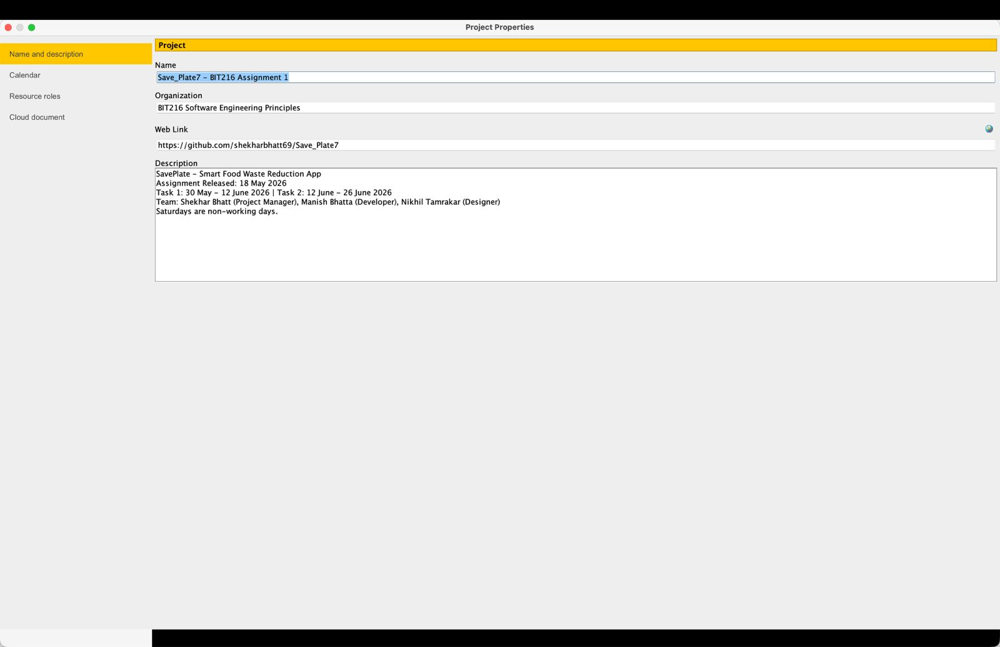 Project Properties
Name and description
Calendar
Resource roles
Cloud document
Project
Name
Save_Plate7 - BIT216 Assignment 1
Organization
BIT216 Software Engineering Principles
Web Link
https://github.com/shekharbhatt69/Save_Plate7
Description
SavePlate - Smart Food Waste Reduction App
Assignment Released: 18 May 2026
Task 1: 30 May - 12 June 2026 | Task 2: 12 June - 26 June 2026
Team: Shekhar Bhatt (Project Manager), Manish Bhatta (Developer), Nikhil Tamrakar (Designer)
Saturdays are non-working days.